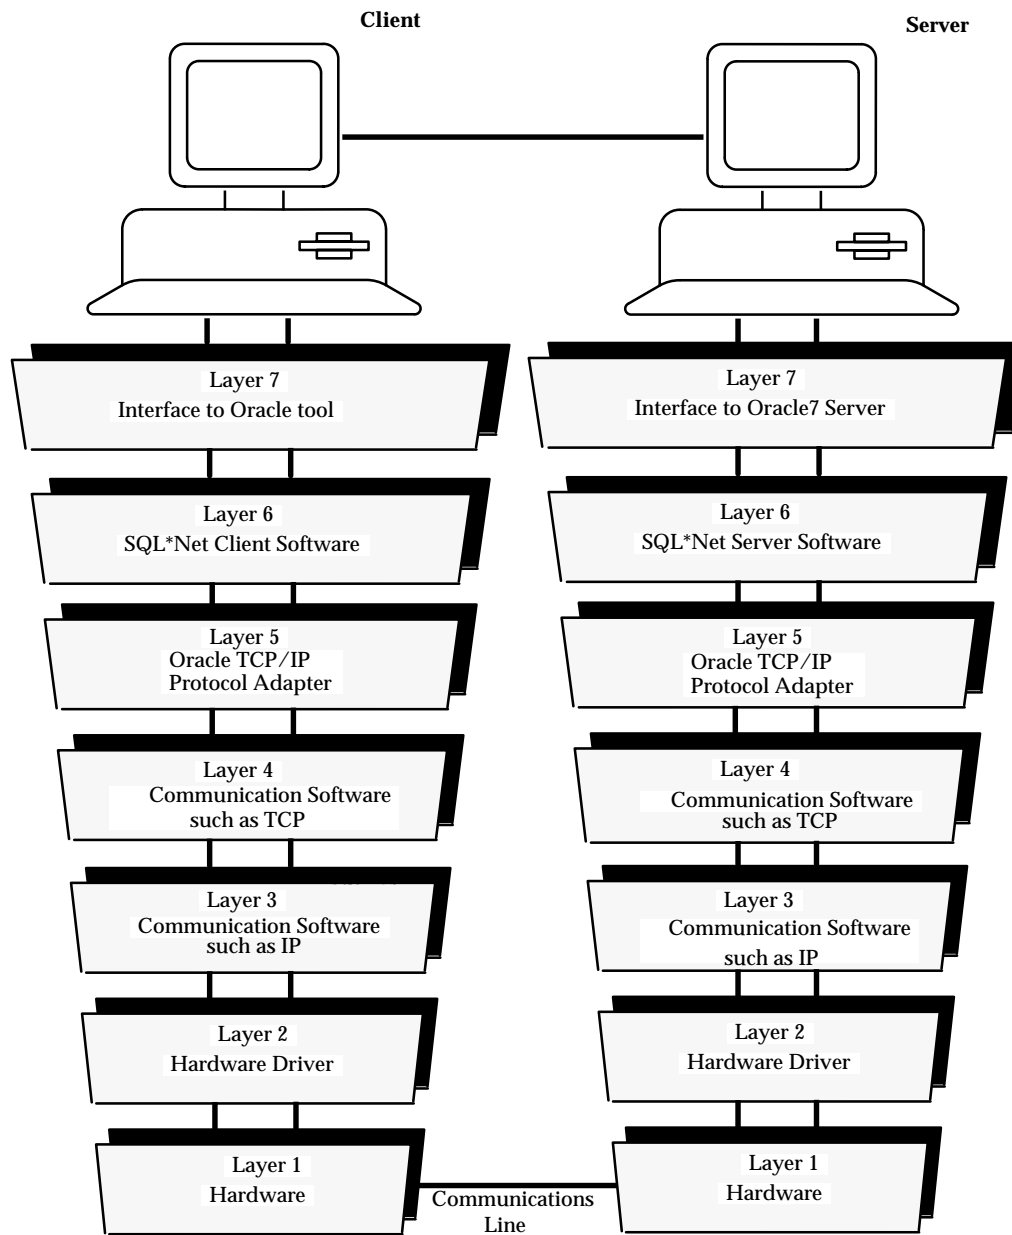 Client
Server
Layer 7
Interface to Oracle tool
Layer 7
Interface to Oracle7 Server
Layer 6
SQL*Net Client Software
Layer 6
SQL*Net Server Software
Layer 5
Oracle TCP/IP
Protocol Adapter
Layer 5
Oracle TCP/IP
Protocol Adapter
Layer 4
Communication Software
such as TCP
Layer 4
Communication Software
such as TCP
Layer 3
Communication Software
such as IP
Layer 3
Communication Software
such as IP
Layer 2
Hardware Driver
Layer 2
Hardware Driver
Layer 1
Hardware
Layer 1
Hardware
Communications
Line